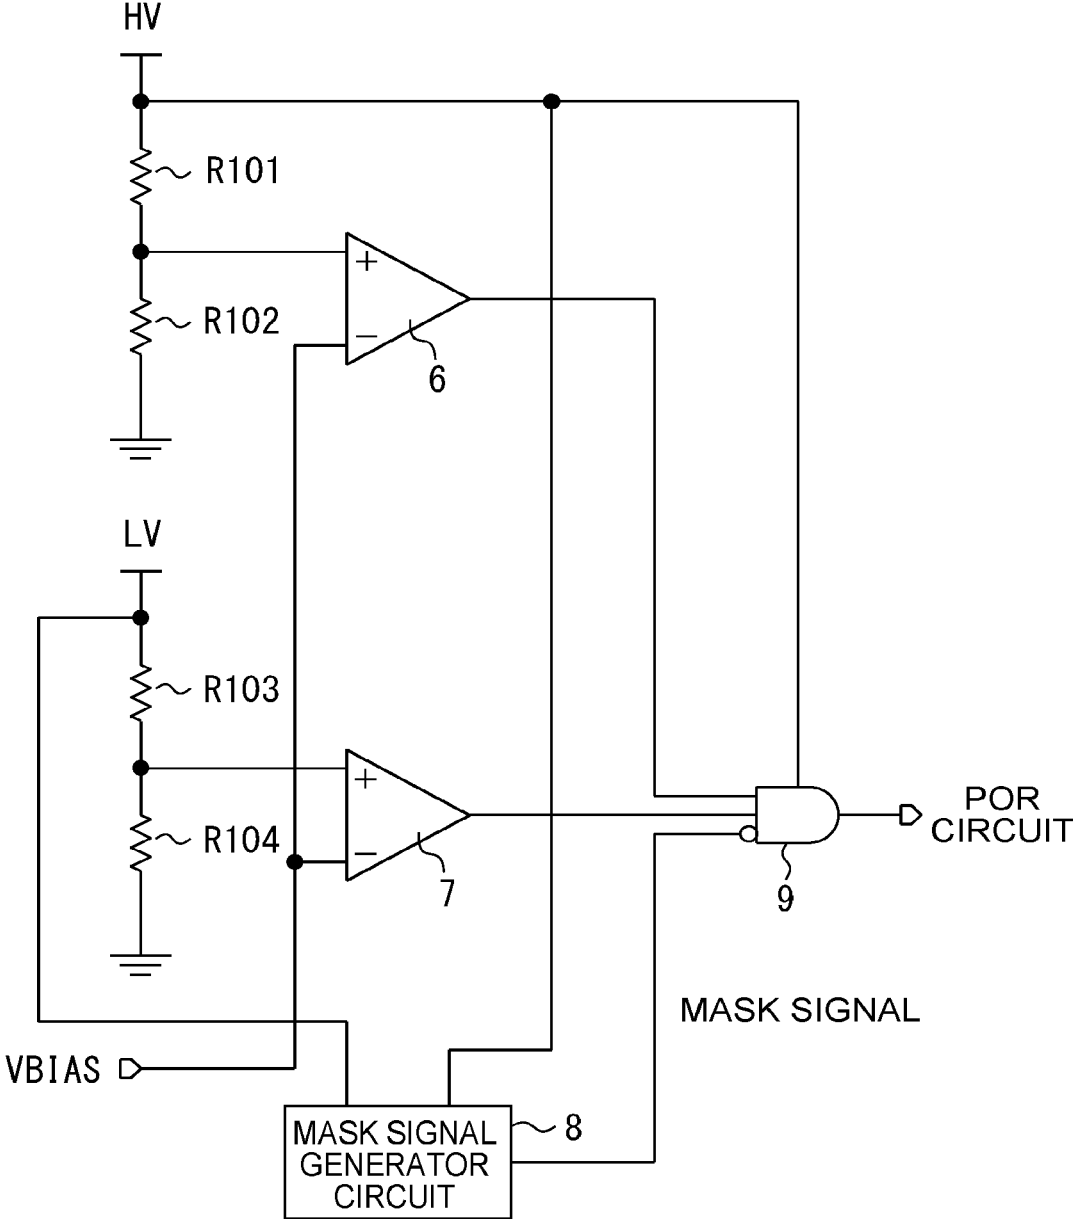 HV
R101
+
R102
−
6
LV
R103
+
POR
CIRCUIT
R104
−
7
9
MASK SIGNAL
VBIAS
8
MASK SIGNAL
GENERATOR
CIRCUIT